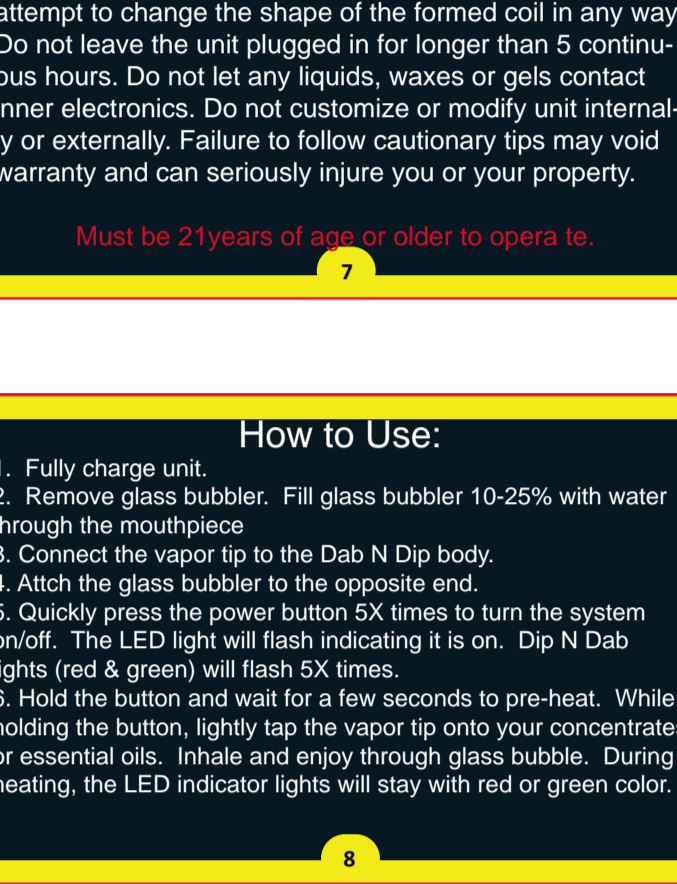 attempt to change the shape of the formed coil in any way
Do not leave the unit plugged in for longer than 5 continu-
ous hours. Do not let any liquids, waxes or gels contact
nner electronics. Do not customize or modify unit internal-
y or externally. Failure to follow cautionary tips may void
warranty and can seriously injure you or your property.
Must be 21years of age or older to opera te.
7
How to Use:
1. Fully charge unit.
2. Remove glass bubbler. Fill glass bubbler 10-25% with water
hrough the mouthpiece
3. Connect the vapor tip to the Dab N Dip body.
4. Attch the glass bubbler to the opposite end.
5. Quickly press the power button 5X times to turn the system
on/off. The LED light will flash indicating it is on. Dip N Dab
ights (red & green) will flash 5X times.
6. Hold the button and wait for a few seconds to pre-heat. While
holding the button, lightly tap the vapor tip onto your concentrates
or essential oils. Inhale and enjoy through glass bubble. During
heating, the LED indicator lights will stay with red or green color.
8